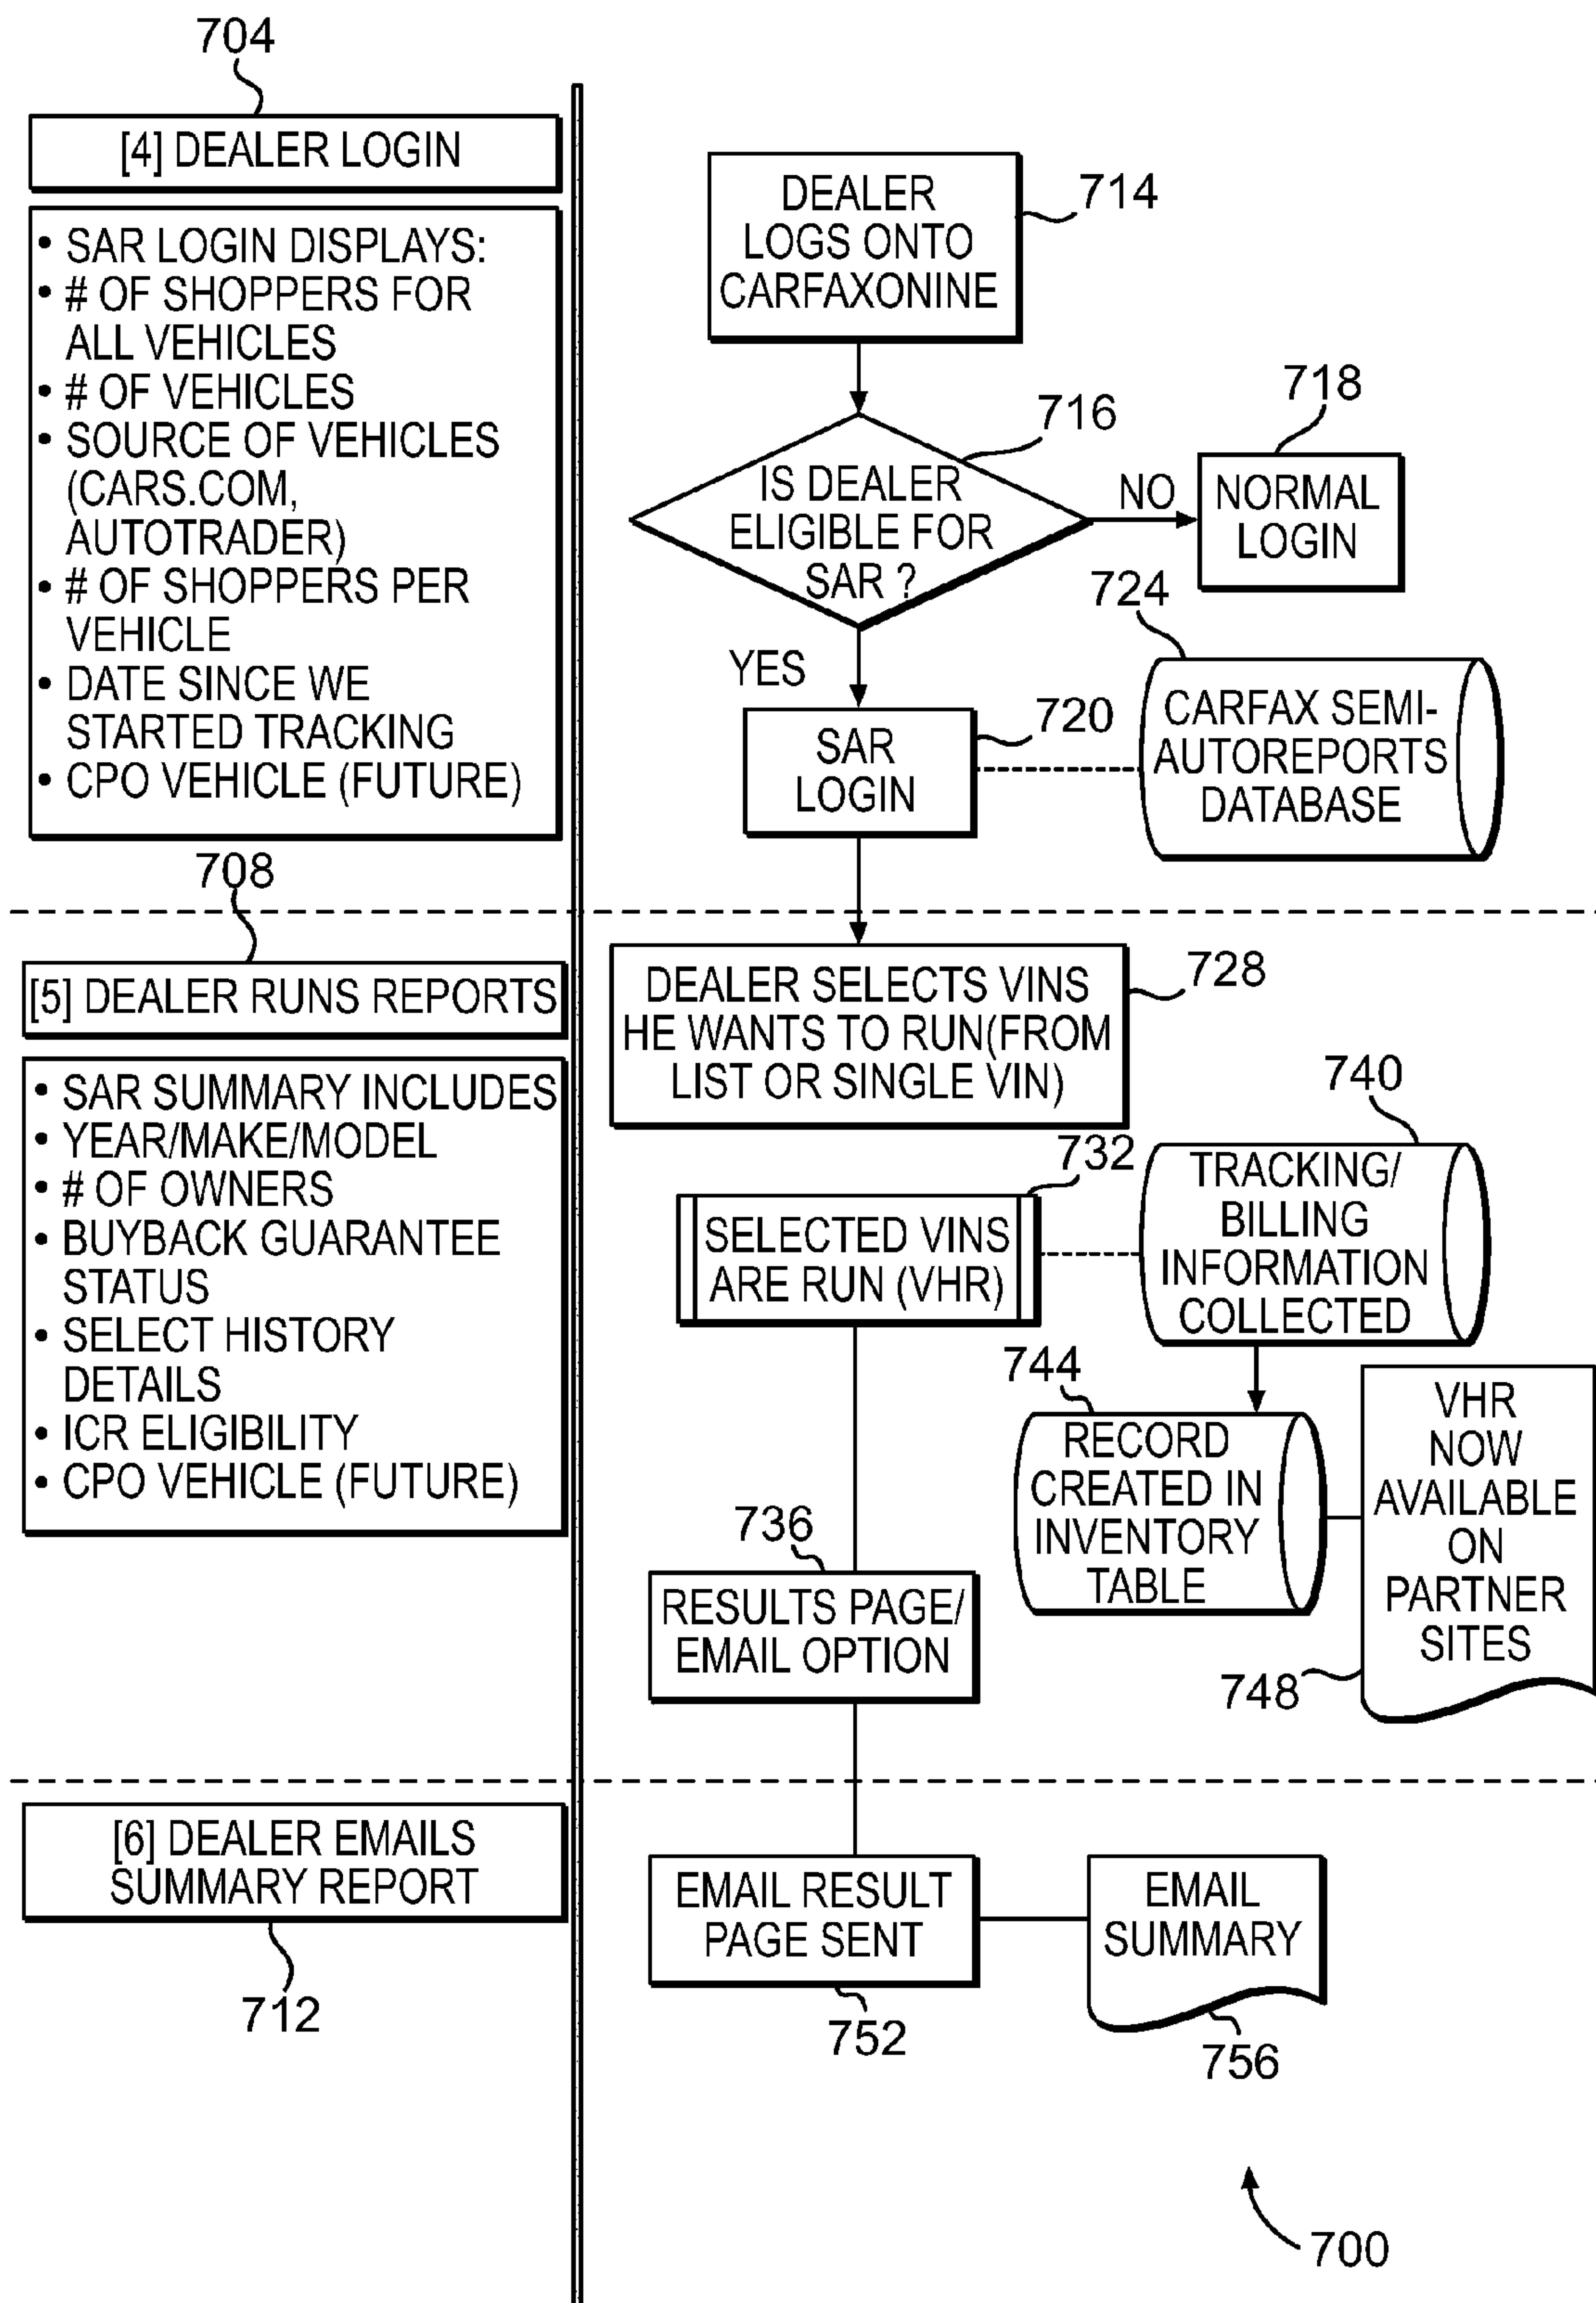 704
[4] DEALER LOGIN
• SAR LOGIN DISPLAYS:
• # OF SHOPPERS FOR
ALL VEHICLES
• # OF VEHICLES
• SOURCE OF VEHICLES
(CARS.COM,
AUTOTRADER)
• # OF SHOPPERS PER
VEHICLE
• DATE SINCE WE
STARTED TRACKING
• CPO VEHICLE (FUTURE)
DEALER
LOGS ONTO
CARFAXONINE
714
716
IS DEALER
ELIGIBLE FOR
SAR ?
NO
718
NORMAL
LOGIN
YES
SAR
LOGIN
720
724
CARFAX SEMI-
AUTOREPORTS
DATABASE
708
[5] DEALER RUNS REPORTS
• SAR SUMMARY INCLUDES
• YEAR/MAKE/MODEL
• # OF OWNERS
• BUYBACK GUARANTEE
STATUS
• SELECT HISTORY
DETAILS
• ICR ELIGIBILITY
• CPO VEHICLE (FUTURE)
DEALER SELECTS VINS
HE WANTS TO RUN(FROM
LIST OR SINGLE VIN)
728
732
SELECTED VINS
ARE RUN (VHR)
740
TRACKING/
BILLING
INFORMATION
COLLECTED
744
RECORD
CREATED IN
INVENTORY
TABLE
VHR
NOW
AVAILABLE
ON
PARTNER
SITES
748
736
RESULTS PAGE/
EMAIL OPTION
[6] DEALER EMAILS
SUMMARY REPORT
712
EMAIL RESULT
PAGE SENT
752
EMAIL
SUMMARY
756
700